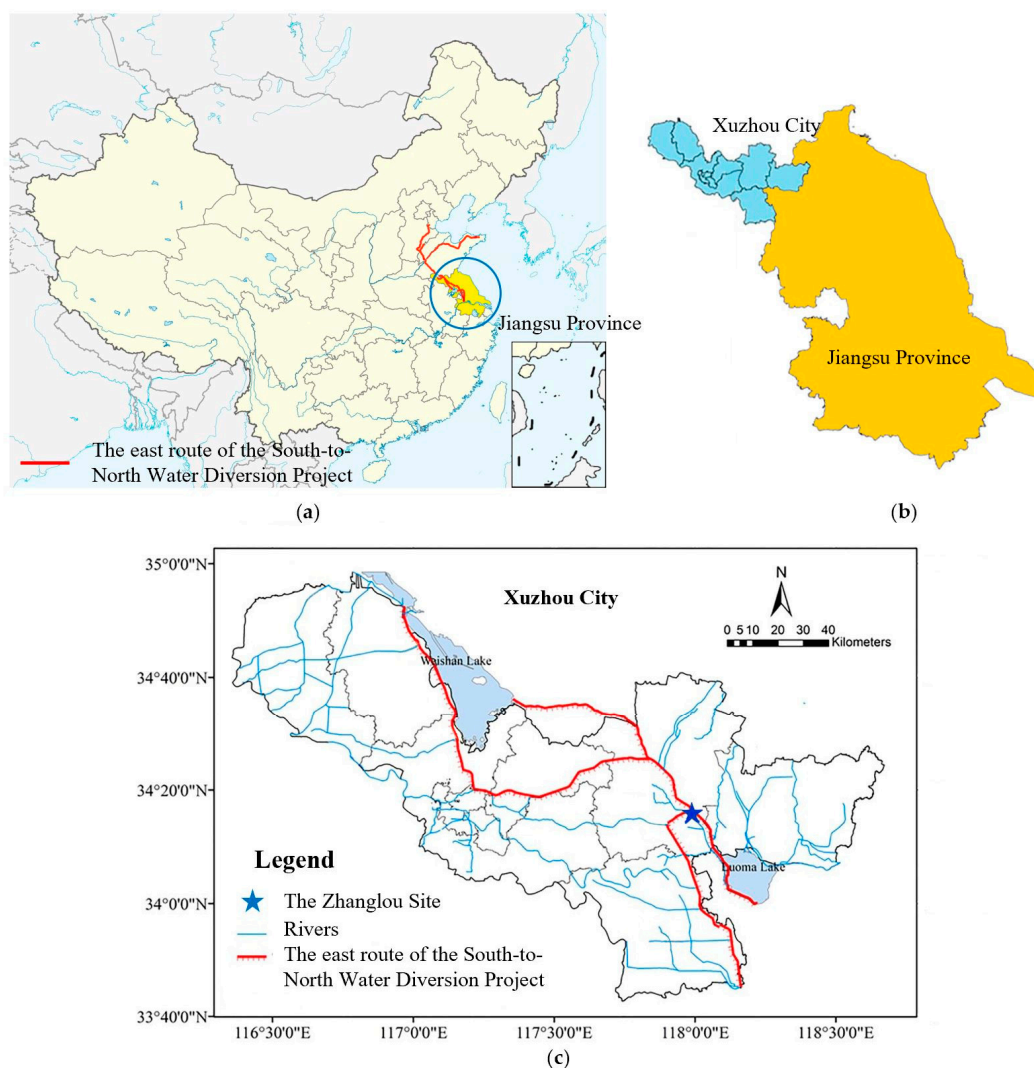 Jiangsu Province
The east route of the South-to-
North Water Diversion Project
(a)
Xuzhou City
Jiangsu Province
(b)
35°0'0"N
34°40'0"N
34°20'0"N
34°0'0"N
33°40'0"N
Xuzhou City
N
0 5 10 20 30 40
Kilometers
Weishan Lake
Luoma Lake
Legend
The Zhanglou Site
Rivers
The east route of the South-to-
North Water Diversion Project
116°30'0"E 117°0'0"E 117°30'0"E 118°0'0"E 118°30'0"E
(c)